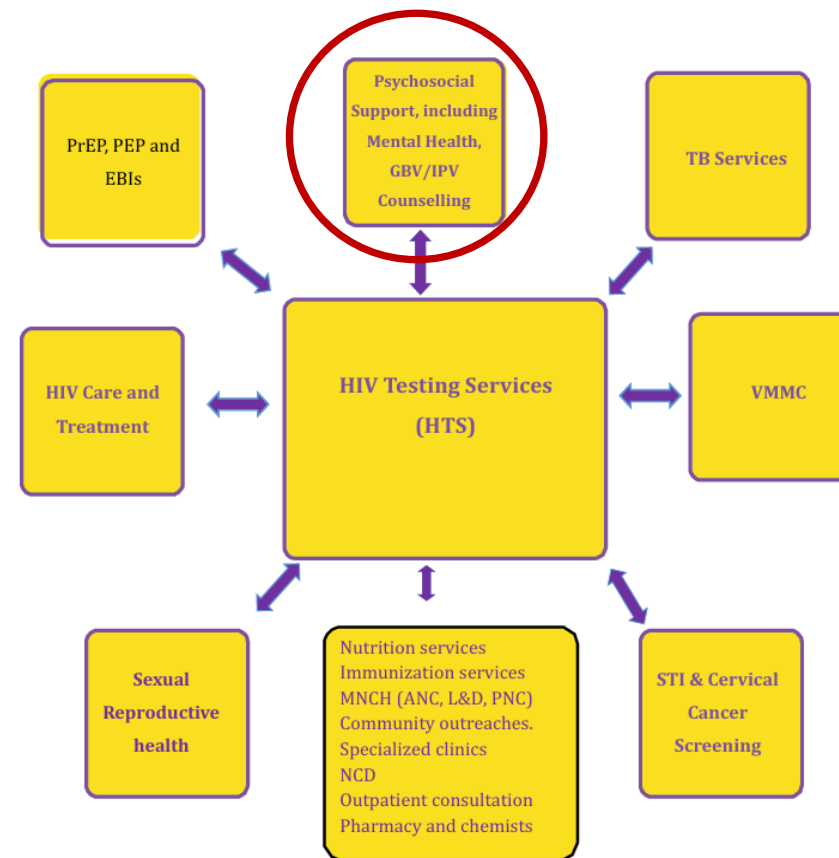 PrEP, PEP and
EBIs
Psychosocial
Support, including
Mental Health,
GBV/IPV
Counselling
TB Services
HIV Care and
Treatment
HIV Testing Services
(HTS)
VMMC
Sexual
Reproductive
health
Nutrition services
Immunization services
MNCH (ANC, L&D, PNC)
Community outreaches.
Specialized clinics
NCD
Outpatient consultation
Pharmacy and chemists
STI & Cervical
Cancer
Screening